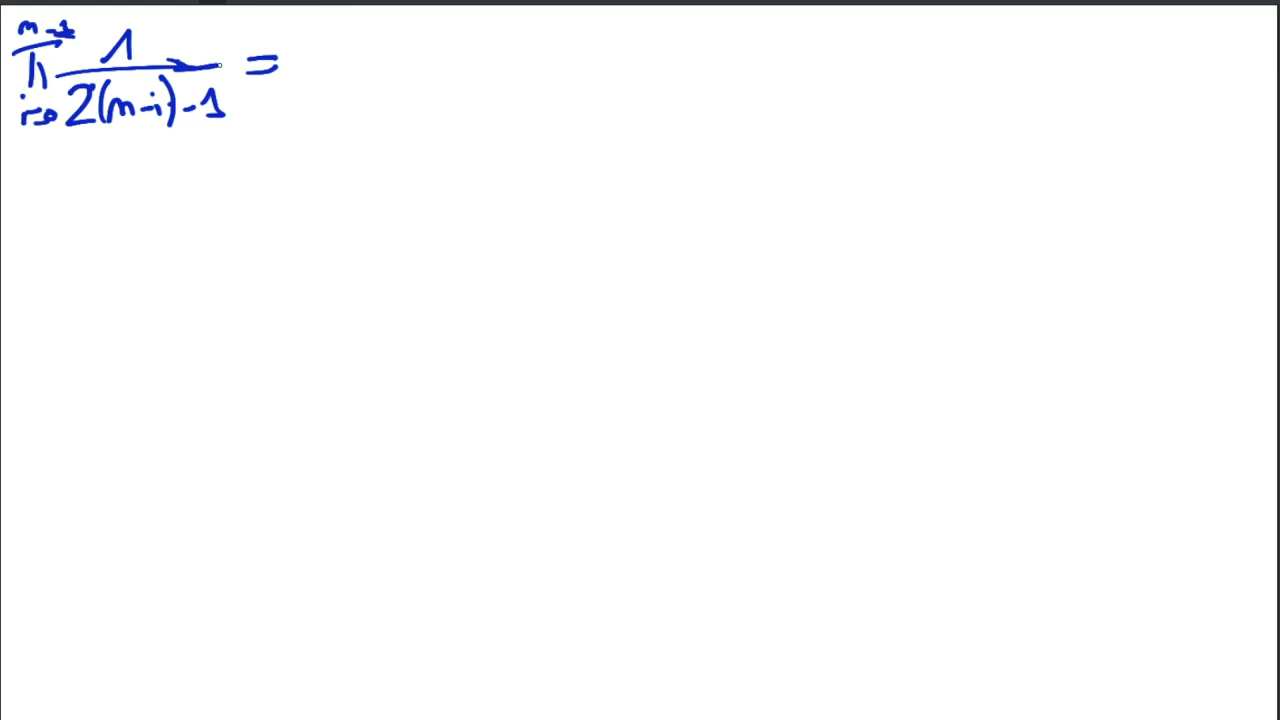 ∏_{i=0}^{n-1} 1/(2(n-i)-1) =